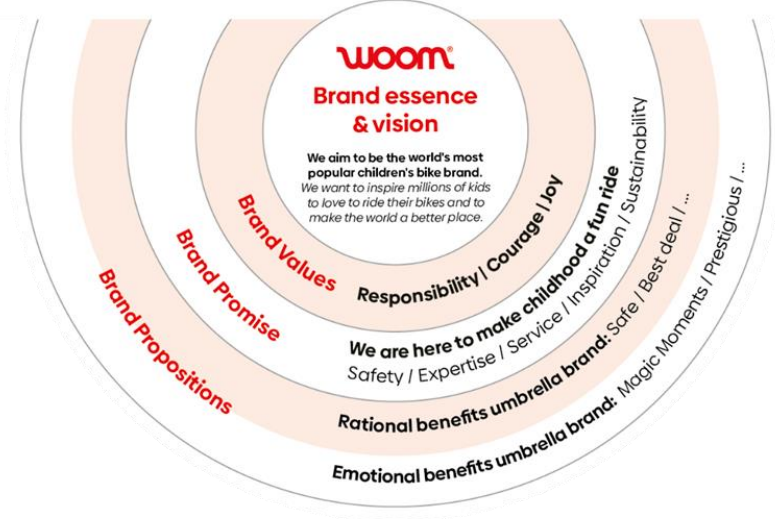 woom®
Brand essence
& vision
We aim to be the world's most
popular children's bike brand.
We want to inspire millions of kids
to love to ride their bikes and to
make the world a better place.
Brand Values
Responsibility | Courage | Joy
Brand Promise
We are here to make childhood a fun ride
Safety / Expertise / Service / Inspiration / Sustainability
Brand Propositions
Rational benefits umbrella brand: Safe / Best deal / ...
Emotional benefits umbrella brand: Magic Moments / Prestigious / ...